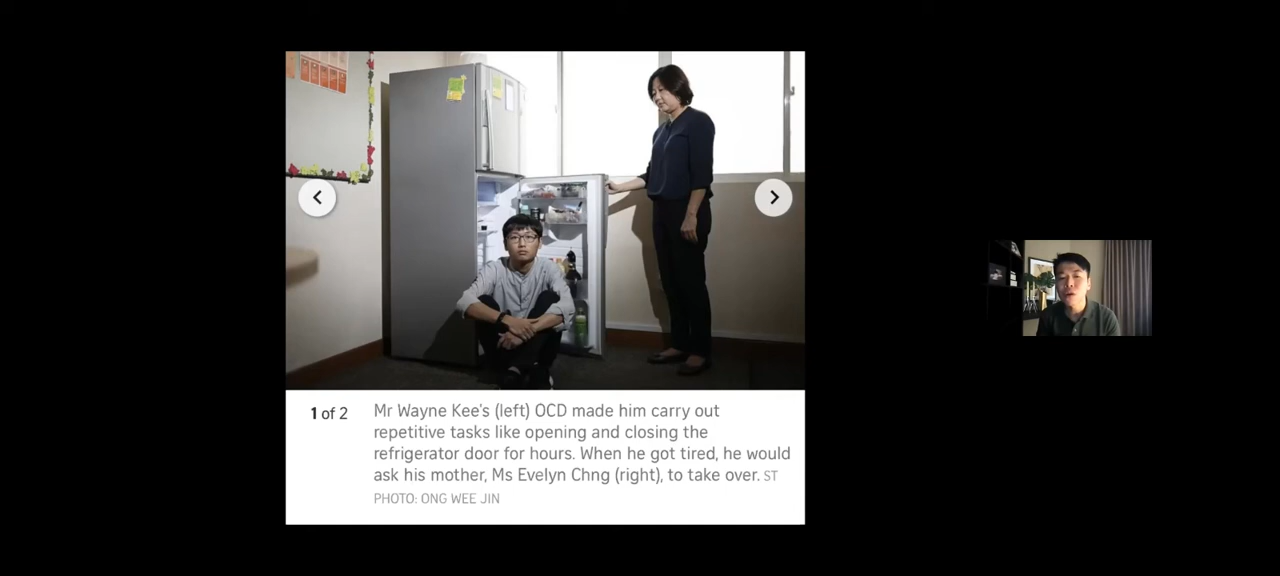 1 of 2
Mr Wayne Kee's (left) OCD made him carry out
repetitive tasks like opening and closing the
refrigerator door for hours. When he got tired, he would
ask his mother, Ms Evelyn Chng (right), to take over. ST
PHOTO: ONG WEE JIN